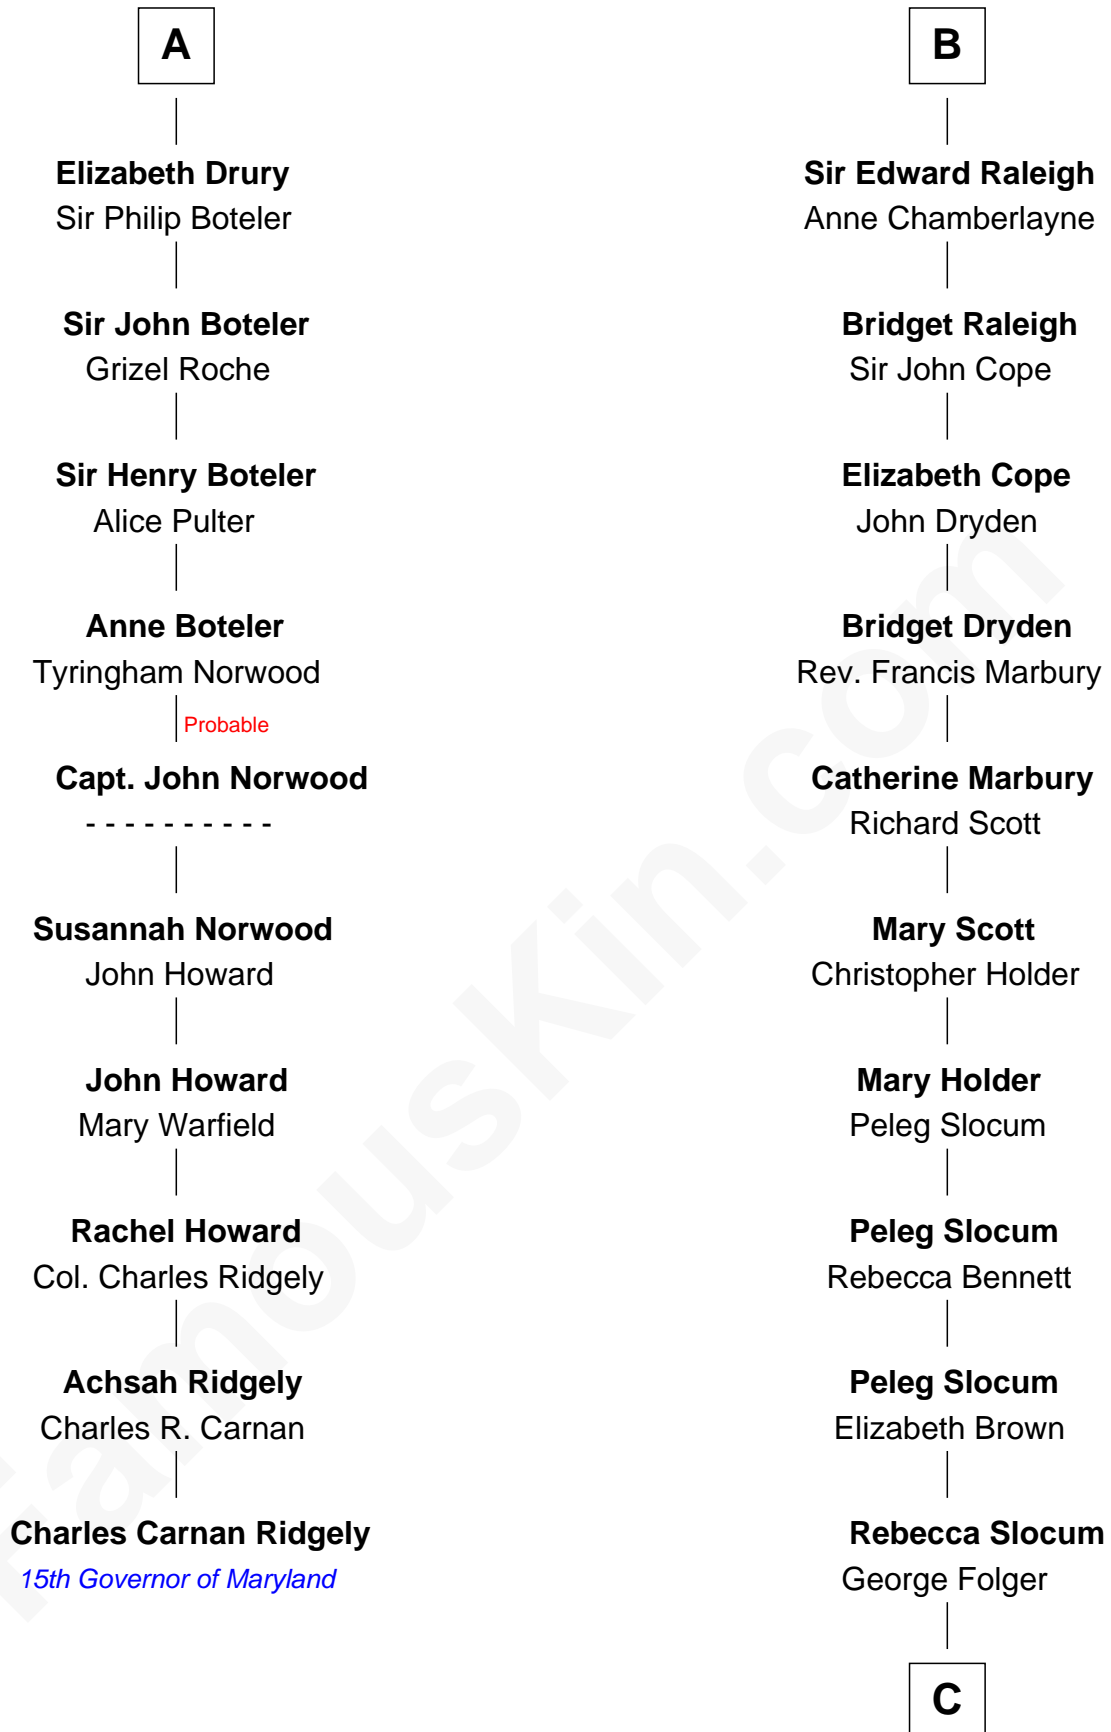 A
Elizabeth Drury
Sir Philip Boteler
Sir John Boteler
Grizel Roche
Sir Henry Boteler
Alice Pulter
Anne Boteler
Tyringham Norwood
Probable
Capt. John Norwood
- - - - - - - - - -
Susannah Norwood
John Howard
John Howard
Mary Warfield
Rachel Howard
Col. Charles Ridgely
Achsah Ridgely
Charles R. Carnan
Charles Carnan Ridgely
15th Governor of Maryland
B
Sir Edward Raleigh
Anne Chamberlayne
Bridget Raleigh
Sir John Cope
Elizabeth Cope
John Dryden
Bridget Dryden
Rev. Francis Marbury
Catherine Marbury
Richard Scott
Mary Scott
Christopher Holder
Mary Holder
Peleg Slocum
Peleg Slocum
Rebecca Bennett
Peleg Slocum
Elizabeth Brown
Rebecca Slocum
George Folger
C
FamousKin.com